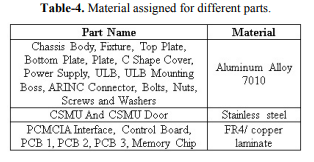 Table-4. Material assigned for different parts.
Part Name Material
Chassis Body, Fixture, Top Plate,
Bottom Plate, Plate, C Shape Cover,
Power Supply, ULB, ULB Mounting
Boss, ARINC Connector, Bolts, Nuts,
Screws and Washers
Aluminum Alloy
7010
CSMU And CSMU Door Stainless steel
PCMCIA Interface, Control Board,
PCB 1, PCB 2, PCB 3, Memory Chip
FR4/ copper
laminate